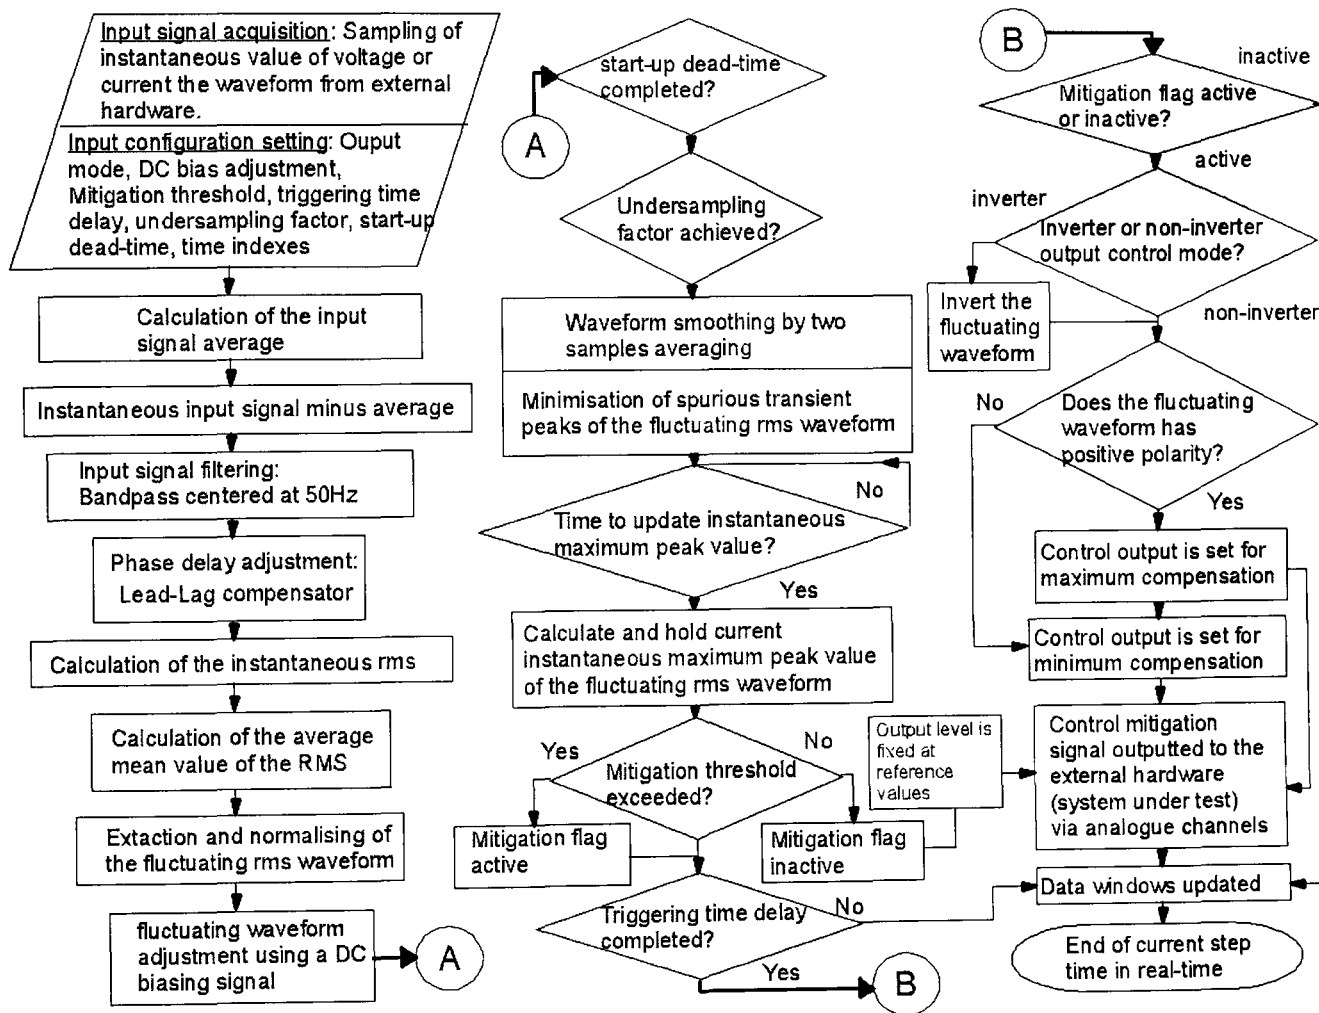 Input signal acquisition: Sampling of
instantaneous value of voltage or
current the waveform from external
hardware.
Input configuration setting: Ouput
mode, DC bias adjustment,
Mitigation threshold, triggering time
delay, undersampling factor, start-up
dead-time, time indexes
Calculation of the input
signal average
Instantaneous input signal minus average
Input signal filtering:
Bandpass centered at 50Hz
Phase delay adjustment:
Lead-Lag compensator
Calculation of the instantaneous rms
Calculation of the average
mean value of the RMS
Extaction and normalising of
the fluctuating rms waveform
fluctuating waveform
adjustment using a DC
biasing signal
A
start-up dead-time
completed?
A
Undersampling
factor achieved?
Waveform smoothing by two
samples averaging
Minimisation of spurious transient
peaks of the fluctuating rms waveform
No
Time to update instantaneous
maximum peak value?
Yes
Calculate and hold current
instantaneous maximum peak value
of the fluctuating rms waveform
Yes
No
Mitigation threshold
exceeded?
Mitigation flag
active
Mitigation flag
inactive
Output level is
fixed at
reference
values
Triggering time delay
completed?
No
Yes
B
B
inactive
Mitigation flag active
or inactive?
active
inverter
Inverter or non-inverter
output control mode?
Invert the
fluctuating
waveform
non-inverter
No
Does the fluctuating
waveform has
positive polarity?
Yes
Control output is set for
maximum compensation
Control output is set for
minimum compensation
Control mitigation
signal outputted to the
external hardware
(system under test)
via analogue channels
Data windows updated
End of current step
time in real-time